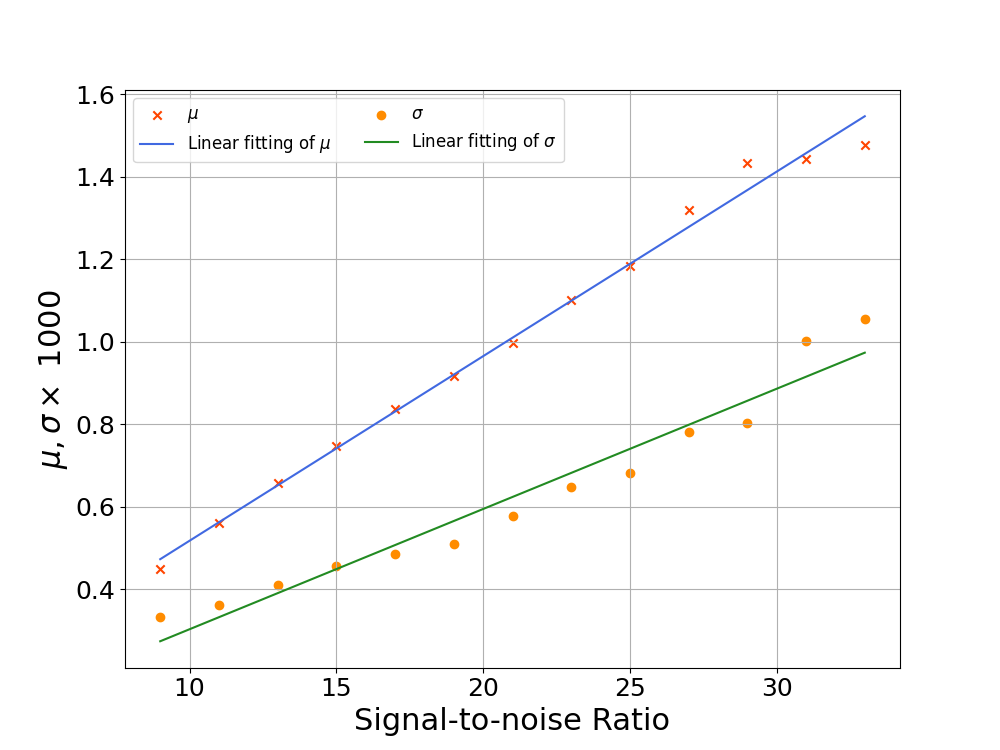 μ
σ
Linear fitting of μ
Linear fitting of σ
1.6
1.4
1.2
1.0
0.8
0.6
0.4
μ, σ × 1000
10
15
20
25
30
Signal-to-noise Ratio